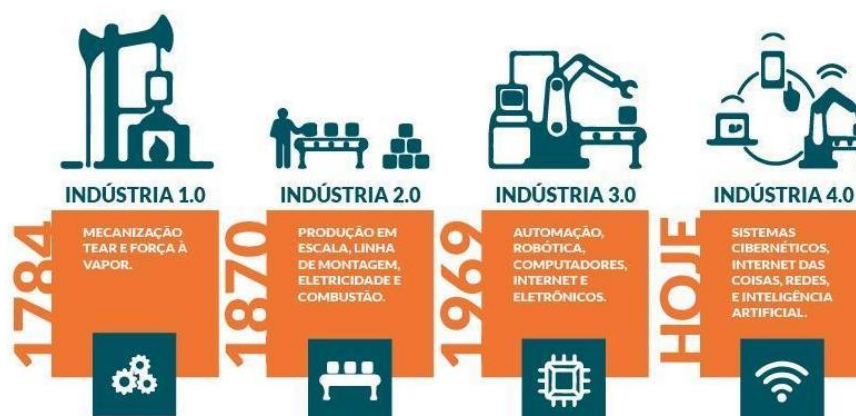 INDÚSTRIA 1.0
1784
MECANIZAÇÃO
TEAR E FORÇA À
VAPOR.
INDÚSTRIA 2.0
1870
PRODUÇÃO EM
ESCALA, LINHA
DE MONTAGEM,
ELETRICIDADE E
COMBUSTÃO.
INDÚSTRIA 3.0
1969
AUTOMAÇÃO,
ROBÓTICA,
COMPUTADORES,
INTERNET E
ELETRÔNICOS.
INDÚSTRIA 4.0
HOJE
SISTEMAS
CIBERNÉTICOS,
INTERNET DAS
COISAS, REDES,
E INTELIGÊNCIA
ARTIFICIAL.